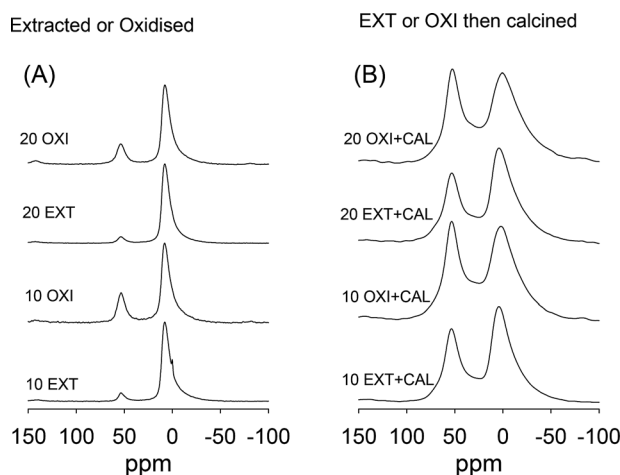 Extracted or Oxidised
EXT or OXI then calcined
(A)
20 OXI
20 EXT
10 OXI
10 EXT
150 100 50 0 -50 -100
ppm
(B)
20 OXI+CAL
20 EXT+CAL
10 OXI+CAL
10 EXT+CAL
150 100 50 0 -50 -100
ppm